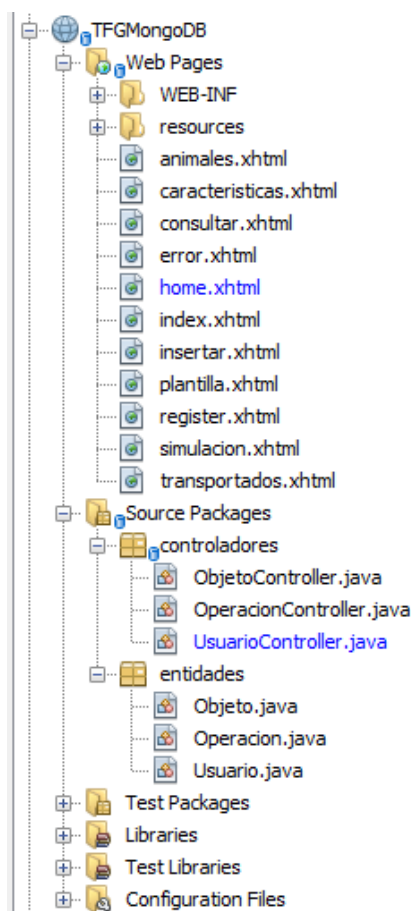 TFGMongoDB
Web Pages
WEB-INF
resources
animales.xhtml
caracteristicas.xhtml
consultar.xhtml
error.xhtml
home.xhtml
index.xhtml
insertar.xhtml
plantilla.xhtml
register.xhtml
simulacion.xhtml
transportados.xhtml
Source Packages
controladores
ObjetoController.java
OperacionController.java
UsuarioController.java
entidades
Objeto.java
Operacion.java
Usuario.java
Test Packages
Libraries
Test Libraries
Configuration Files